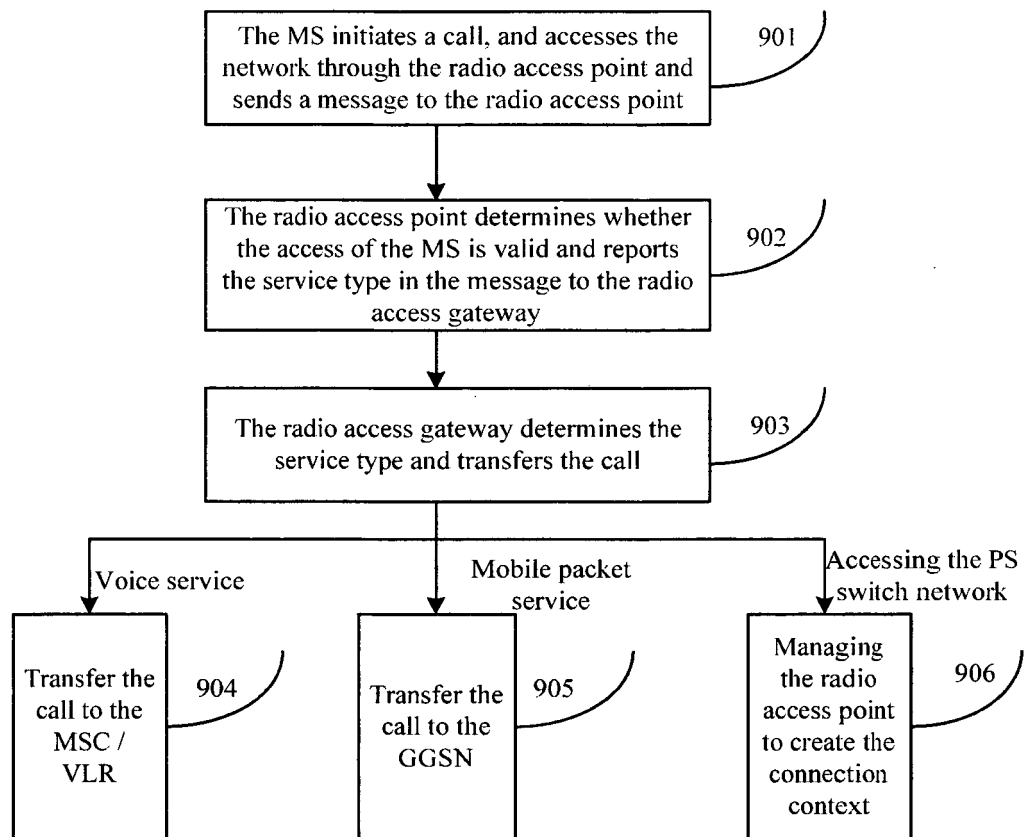 The MS initiates a call, and accesses the
network through the radio access point and
sends a message to the radio access point
901
The radio access point determines whether
the access of the MS is valid and reports
the service type in the message to the radio
access gateway
902
The radio access gateway determines the
service type and transfers the call
903
Voice service
Mobile packet
service
Accessing the PS
switch network
Transfer the
call to the
MSC /
VLR
904
Transfer the
call to the
GGSN
905
Managing
the radio
access point
to create the
connection
context
906